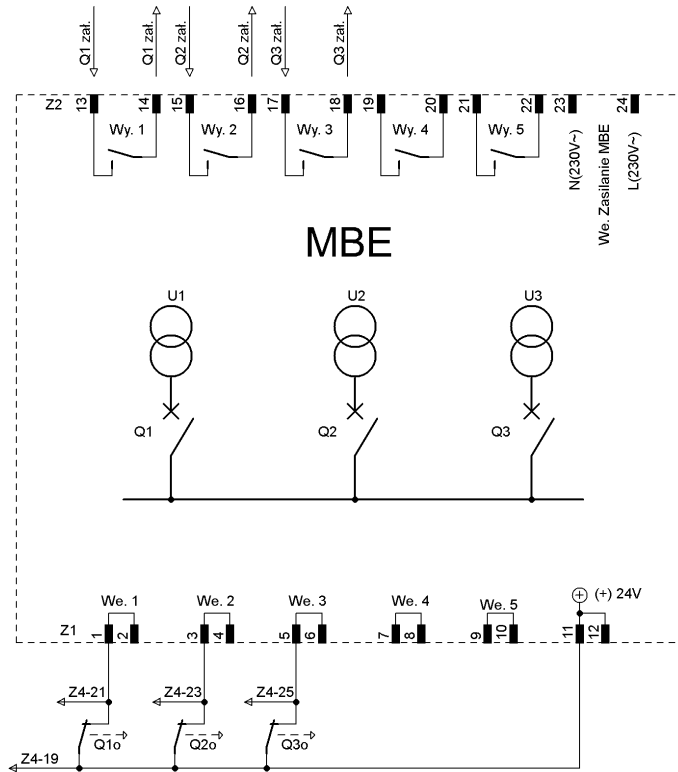 Q1 zał.
Q1 zał.
Q2 zał.
Q2 zał.
Q3 zał.
Q3 zał.
Z2
13
14
15
16
17
18
19
20
21
22
23
24
Wy. 1
Wy. 2
Wy. 3
Wy. 4
Wy. 5
N(230V~)
We. Zasilanie MBE
L(230V~)
MBE
U1
U2
U3
Q1
Q2
Q3
We. 1
We. 2
We. 3
We. 4
We. 5
(+) 24V
Z1
1
2
3
4
5
6
7
8
9
10
11
12
Z4-21
Z4-23
Z4-25
Q1o
Q2o
Q3o
Z4-19